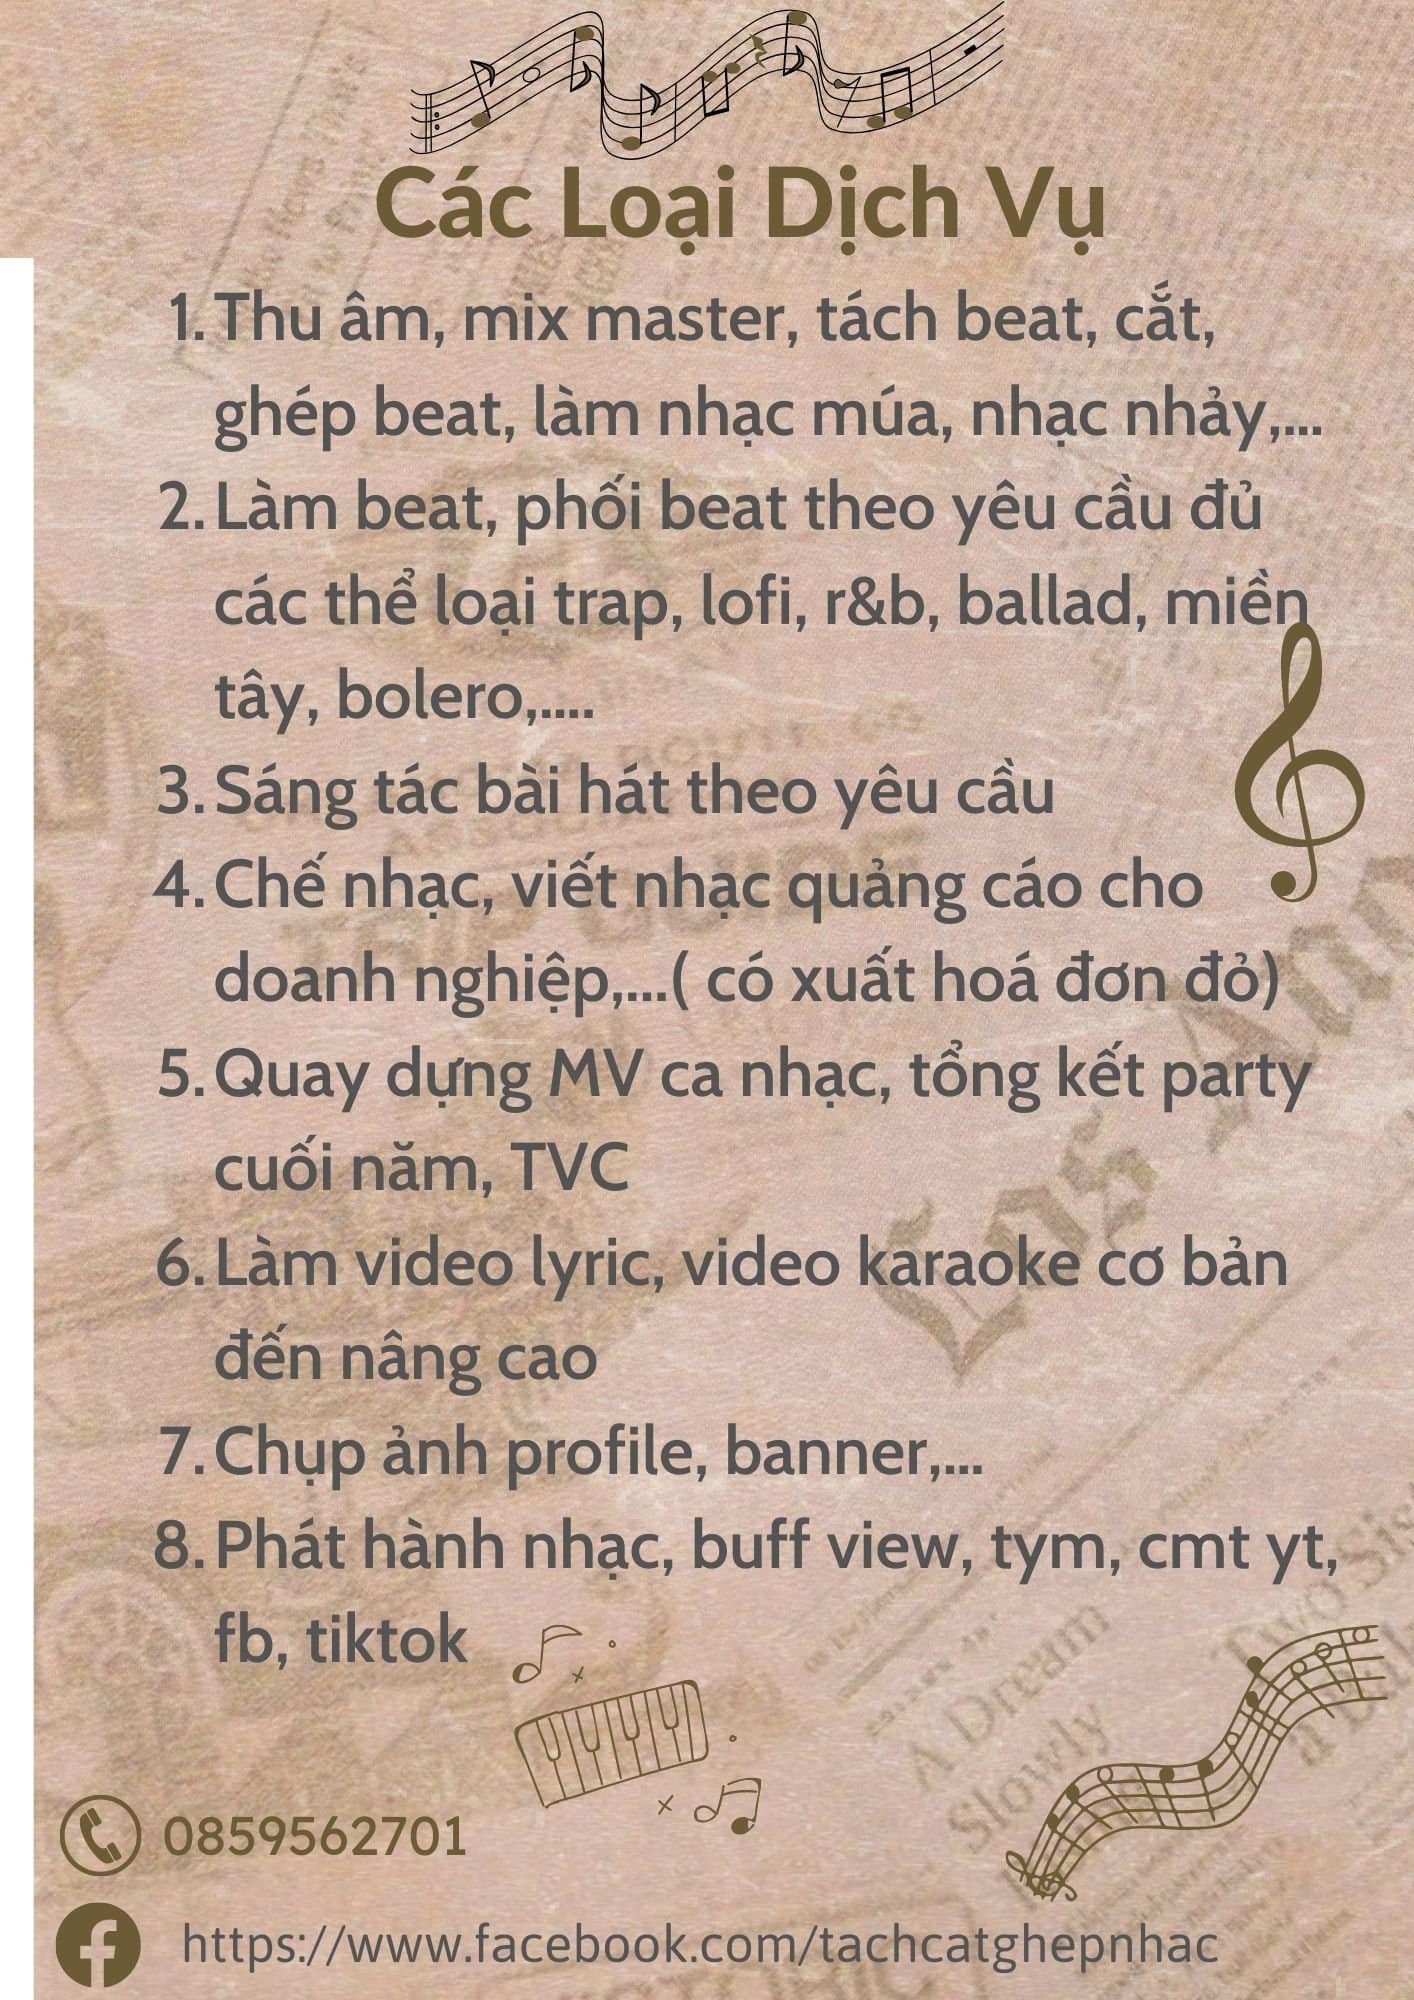 Các Loại Dịch Vụ
1. Thu âm, mix master, tách beat, cắt,
ghép beat, làm nhạc múa, nhạc nhảy,...
2. Làm beat, phối beat theo yêu cầu đủ
các thể loại trap, lofi, r&b, ballad, miền
tây, bolero,....
3. Sáng tác bài hát theo yêu cầu
4. Chế nhạc, viết nhạc quảng cáo cho
doanh nghiệp,...( có xuất hoá đơn đỏ)
5. Quay dựng MV ca nhạc, tổng kết party
cuối năm, TVC
6. Làm video lyric, video karaoke cơ bản
đến nâng cao
7. Chụp ảnh profile, banner,...
8. Phát hành nhạc, buff view, tym, cmt yt,
fb, tiktok
A Dream
Slowly
0859562701
https://www.facebook.com/tachcatghepnhac